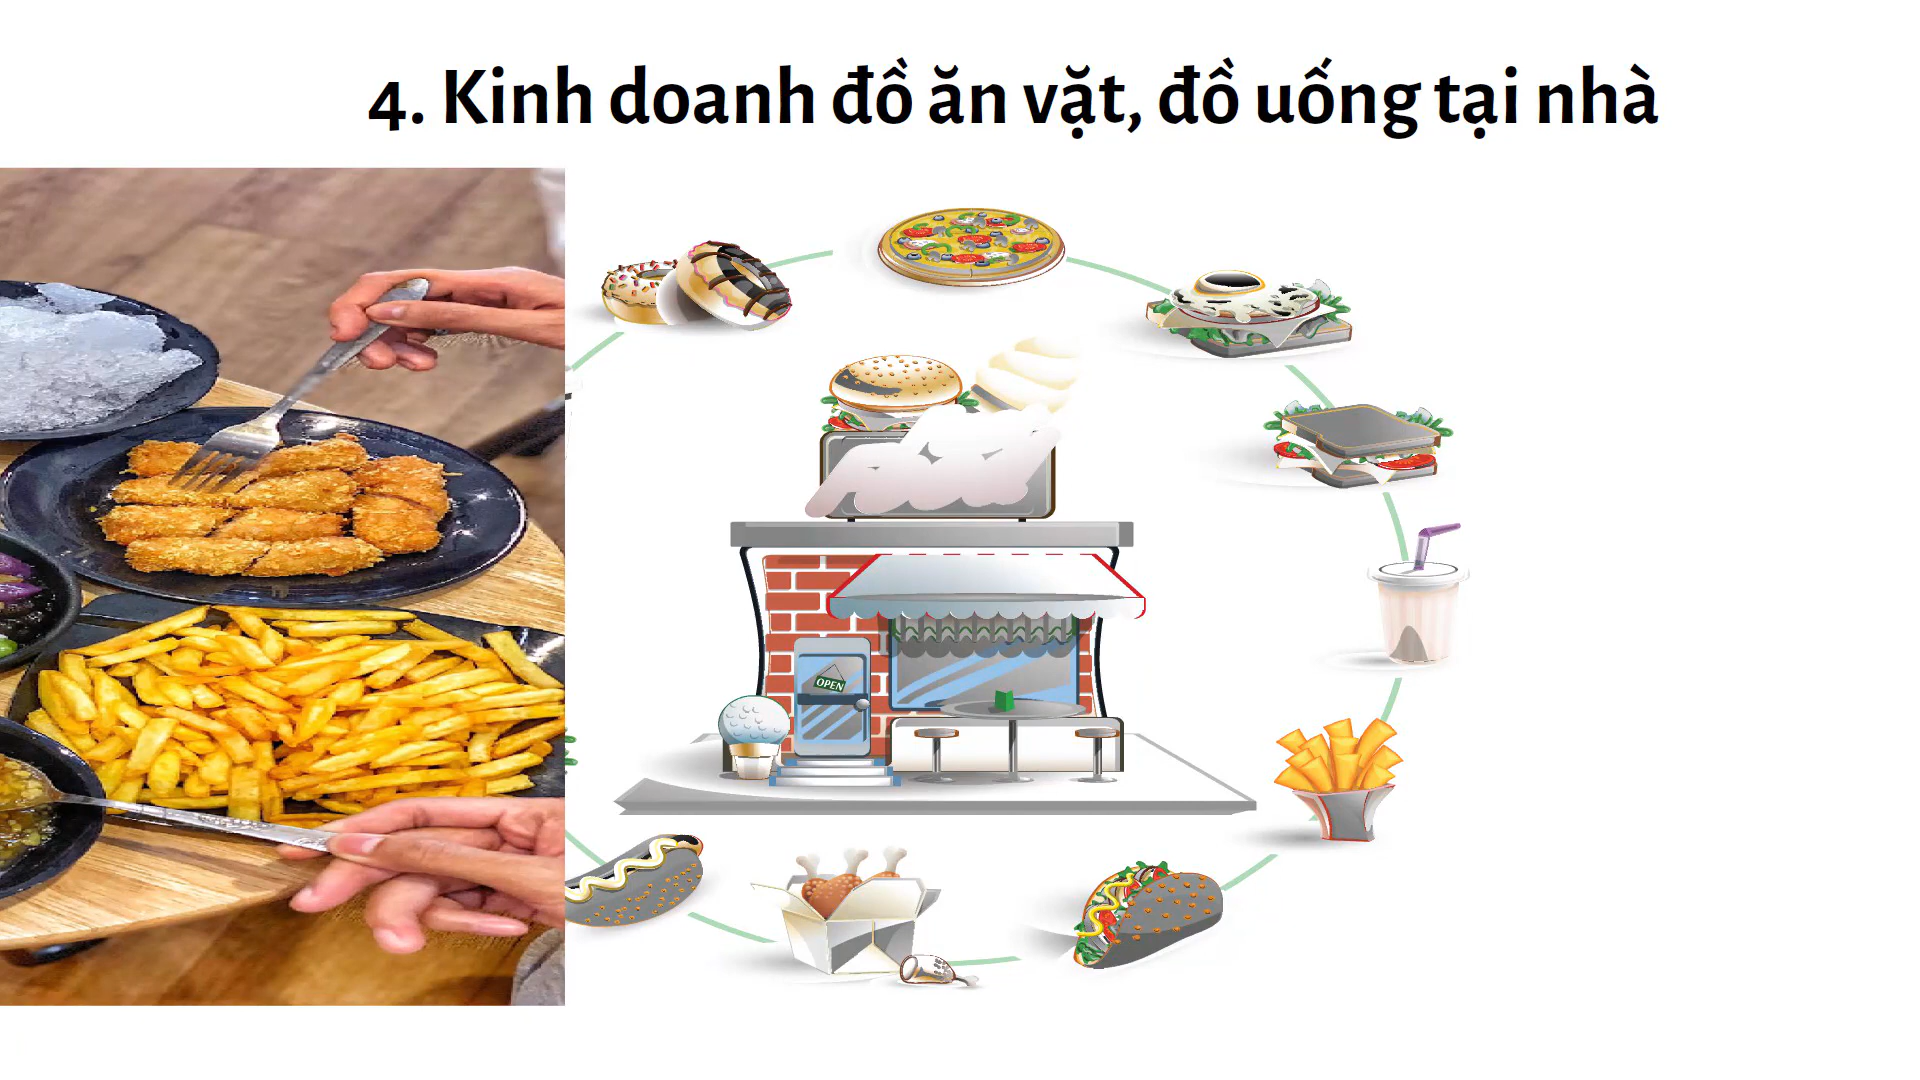 4. Kinh doanh đồ ăn vặt, đồ uống tại nhà
OPEN